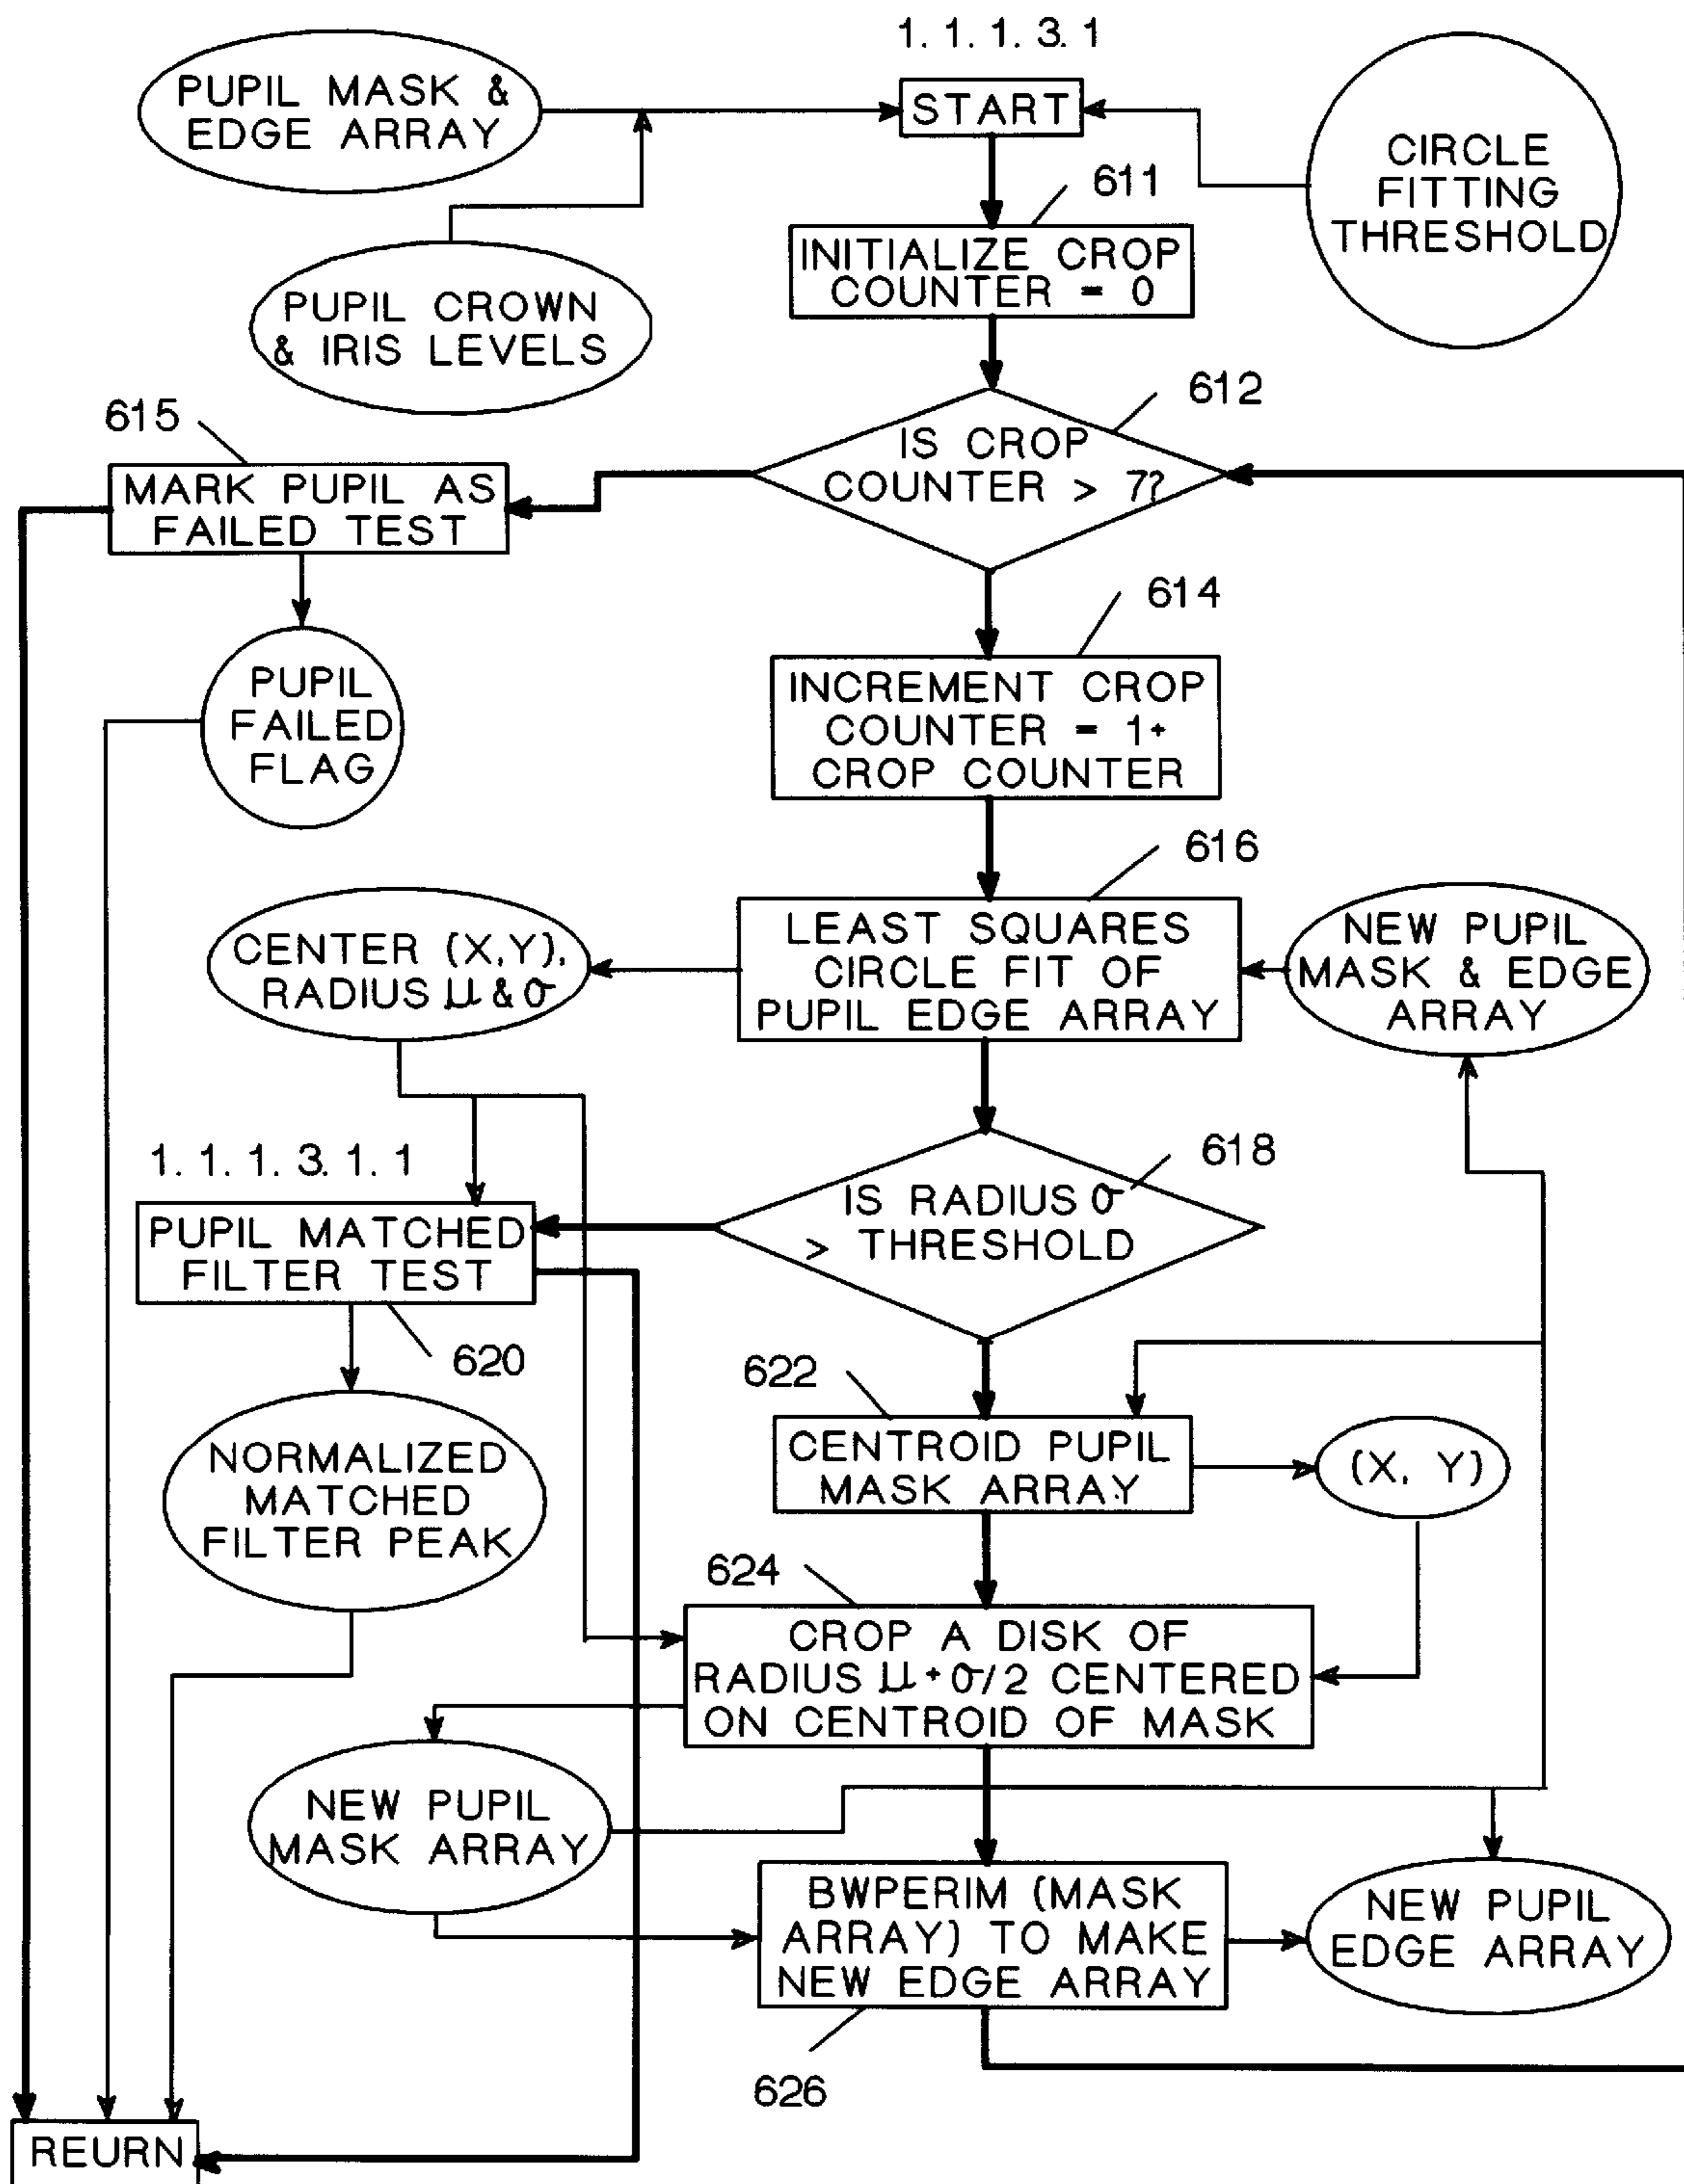 1. 1. 1. 3. 1
PUPIL MASK &
EDGE ARRAY
START
CIRCLE
FITTING
THRESHOLD
611
INITIALIZE CROP
COUNTER = 0
PUPIL CROWN
& IRIS LEVELS
612
615
IS CROP
COUNTER > 7?
MARK PUPIL AS
FAILED TEST
614
PUPIL
FAILED
FLAG
INCREMENT CROP
COUNTER = 1+
CROP COUNTER
616
CENTER (X,Y).
RADIUS μ & σ
LEAST SQUARES
CIRCLE FIT OF
PUPIL EDGE ARRAY
NEW PUPIL
MASK & EDGE
ARRAY
618
1. 1. 1. 3. 1. 1
IS RADIUS σ
> THRESHOLD
PUPIL MATCHED
FILTER TEST
620
622
NORMALIZED
MATCHED
FILTER PEAK
CENTROID PUPIL
MASK ARRAY
(X, Y)
624
CROP A DISK OF
RADIUS μ+σ/2 CENTERED
ON CENTROID OF MASK
NEW PUPIL
MASK ARRAY
BWPERIM (MASK
ARRAY) TO MAKE
NEW EDGE ARRAY
NEW PUPIL
EDGE ARRAY
626
REURN